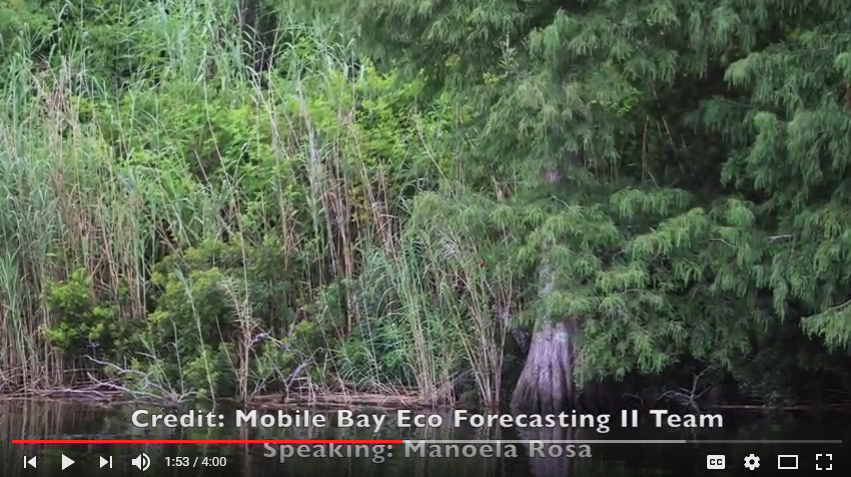 Credit: Mobile Bay Eco Forecasting II Team
Speaking: Manoela Rosa
1:53 / 4:00
CC